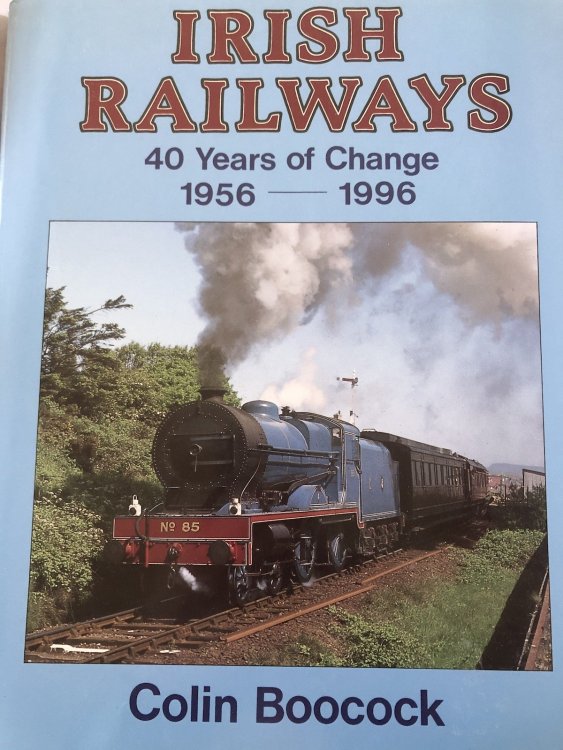 IRISH
RAILWAYS
40 Years of Change
1956 — 1996
Nº 85
Colin Boocock